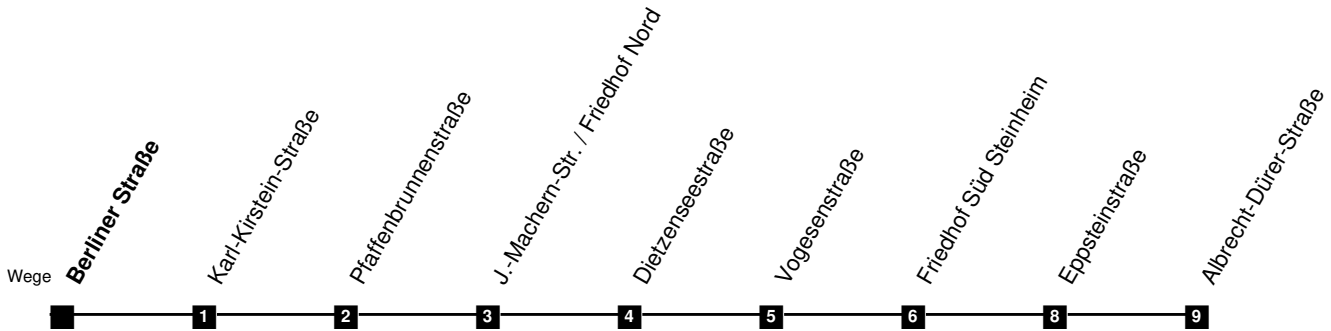 Wege
Berliner Straße
Karl-Kirstein-Straße
Pfaffenbrunnenstraße
J.-Machern-Str. / Friedhof Nord
Dietzenseestraße
Vogesenstraße
Friedhof Süd Steinheim
Eppsteinstraße
Albrecht-Dürer-Straße
1 2 3 4 5 6 8 9